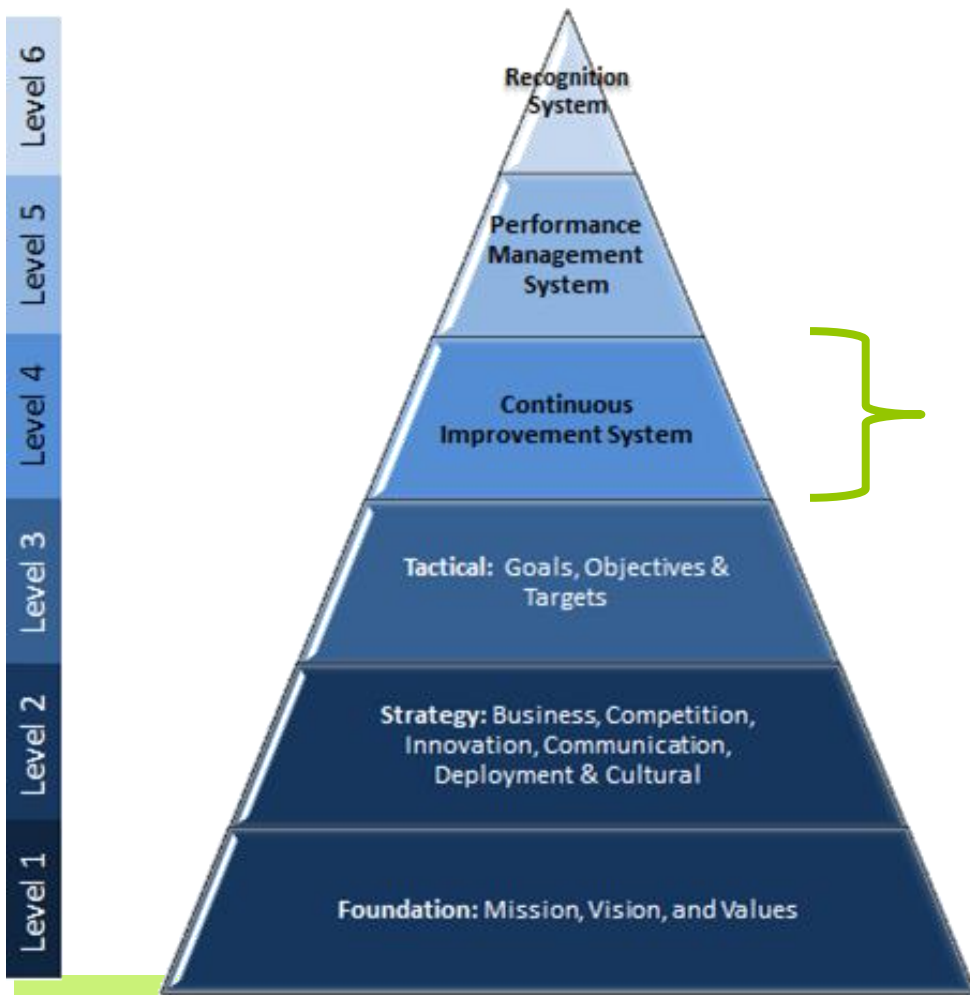 Level 6
Recognition
System
Level 5
Performance
Management
System
Level 4
Continuous
Improvement System
Level 3
Tactical: Goals, Objectives &
Targets
Level 2
Strategy: Business, Competition,
Innovation, Communication,
Deployment & Cultural
Level 1
Foundation: Mission, Vision, and Values